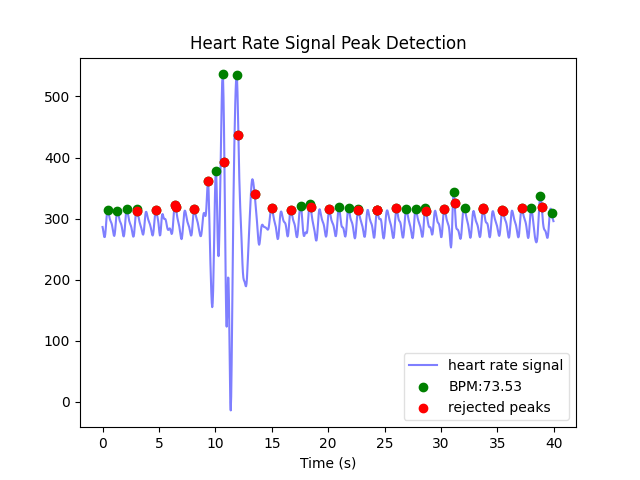 Heart Rate Signal Peak Detection
500
400
300
200
100
0
heart rate signal
BPM:73.53
rejected peaks
0 5 10 15 20 25 30 35 40
Time (s)